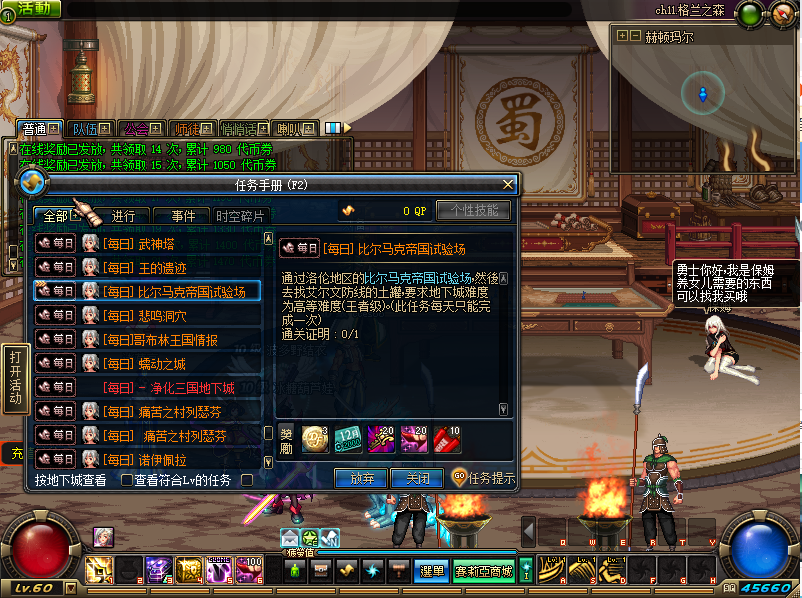 活動
1
ch11.格兰之森
赫顿玛尔
蜀
普通
队伍
公会
师徒
悄悄话
喇叭
在线奖励已发放，共领取 14 次，累计 980 代币券
在线奖励已发放，共领取 15 次，累计 1050 代币券
任务手册 (F2)
全部
进行
事件
时空碎片
0 QP
个性技能
每日 [每日] 武神塔
每日 [每日] 王的遗迹
每日 [每日] 比尔马克帝国试验场
每日 [每日] 悲鸣洞穴
每日 [每日]哥布林王国情报
每日 [每日] 蠕动之城
每日 [每日] - 净化三国地下城
每日 [每日] 痛苦之村列瑟芬
每日 [每日] 痛苦之村列瑟芬
每日 [每日] 诺伊佩拉
每日 [每日] 比尔马克帝国试验场
通过洛伦地区的比尔马克帝国试验场,然後
去找艾尔文防线的土罐,要求地下城难度
为高等难度(王者级)。(此任务每天只能完
成一次)
通关证明 : 0/1
奖励
3
12月
20
20
10
按地下城查看
查看符合Lv的任务
放弃
关闭
GO 任务提示
勇士你好,我是保姆
养女儿需要的东西
可以找我买哦
保姆
打开活动
充
疲劳值
選單
賽莉亞商城
Lv.60
100
Q W E R T Y
A S D F G H
45660